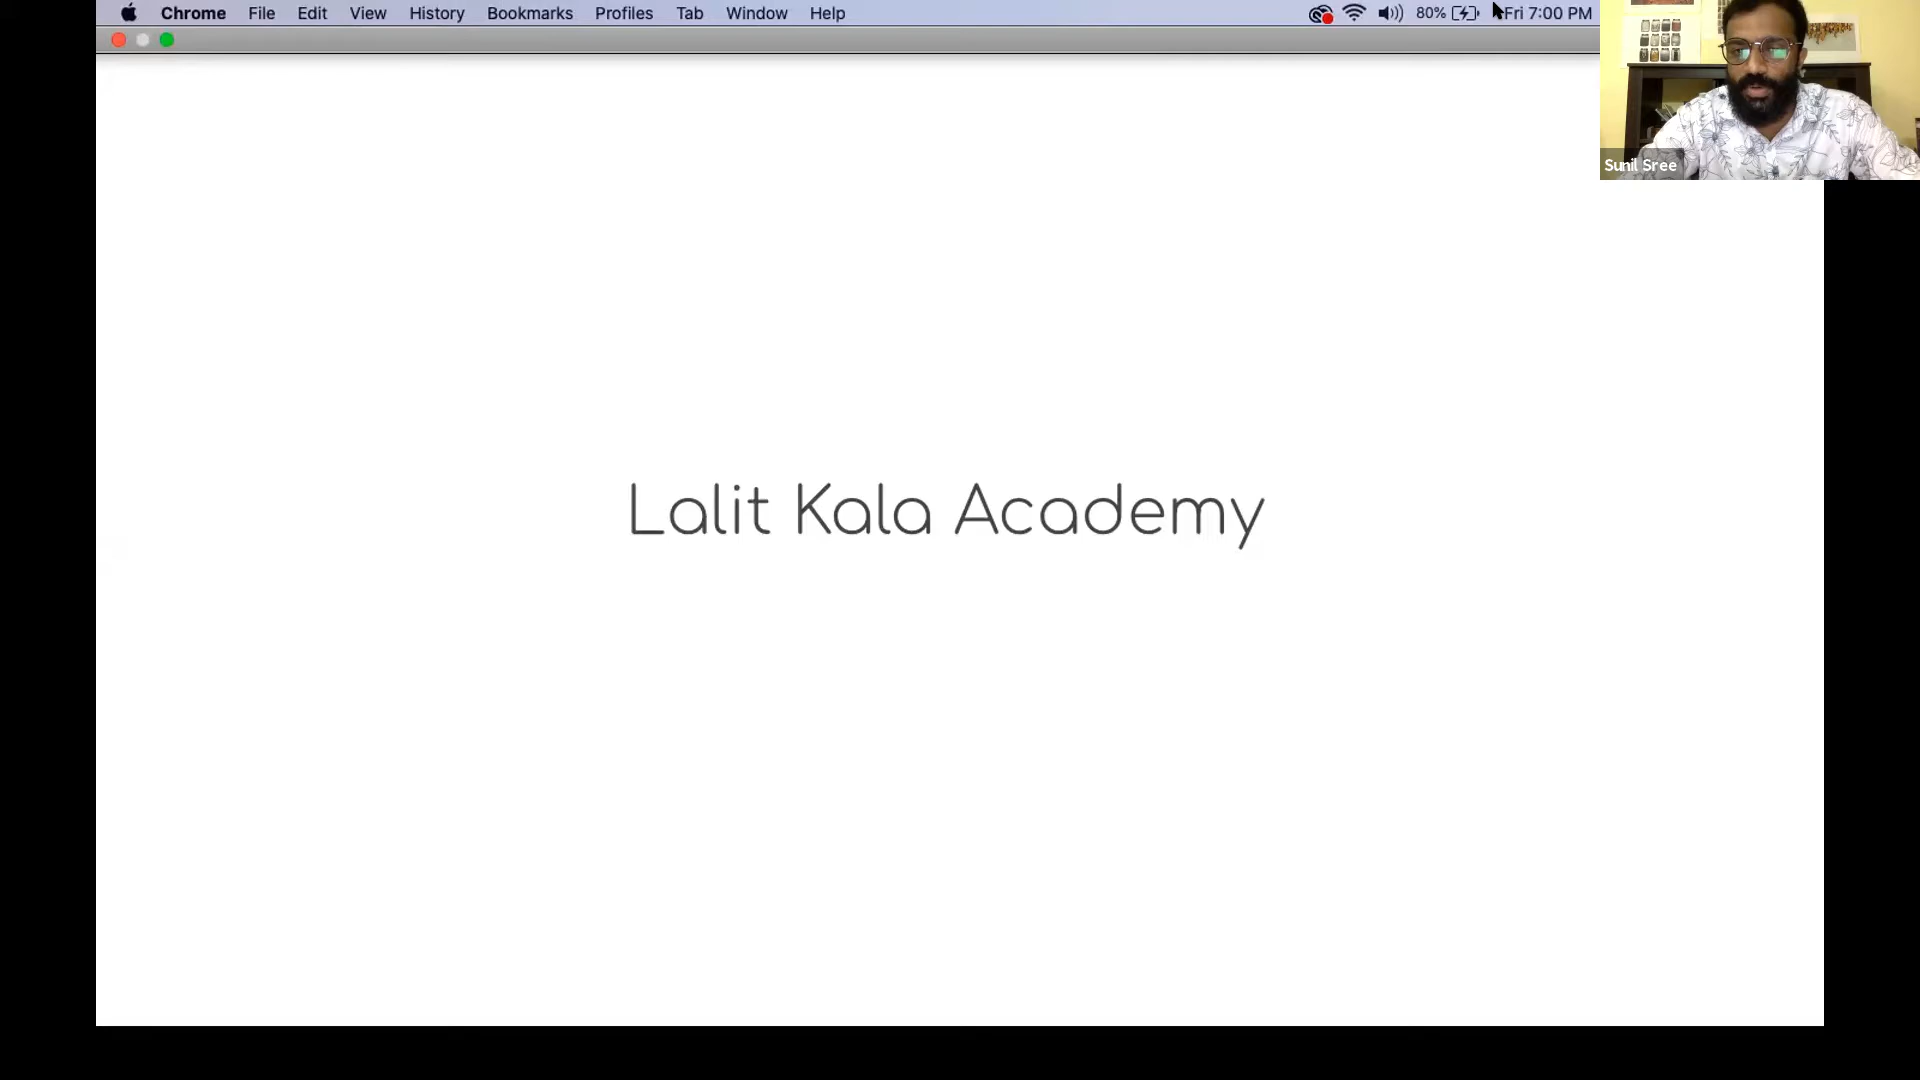 Chrome File Edit View History Bookmarks Profiles Tab Window Help 80% Fri 7:00 PM
Sunil Sree
Lalit Kala Academy